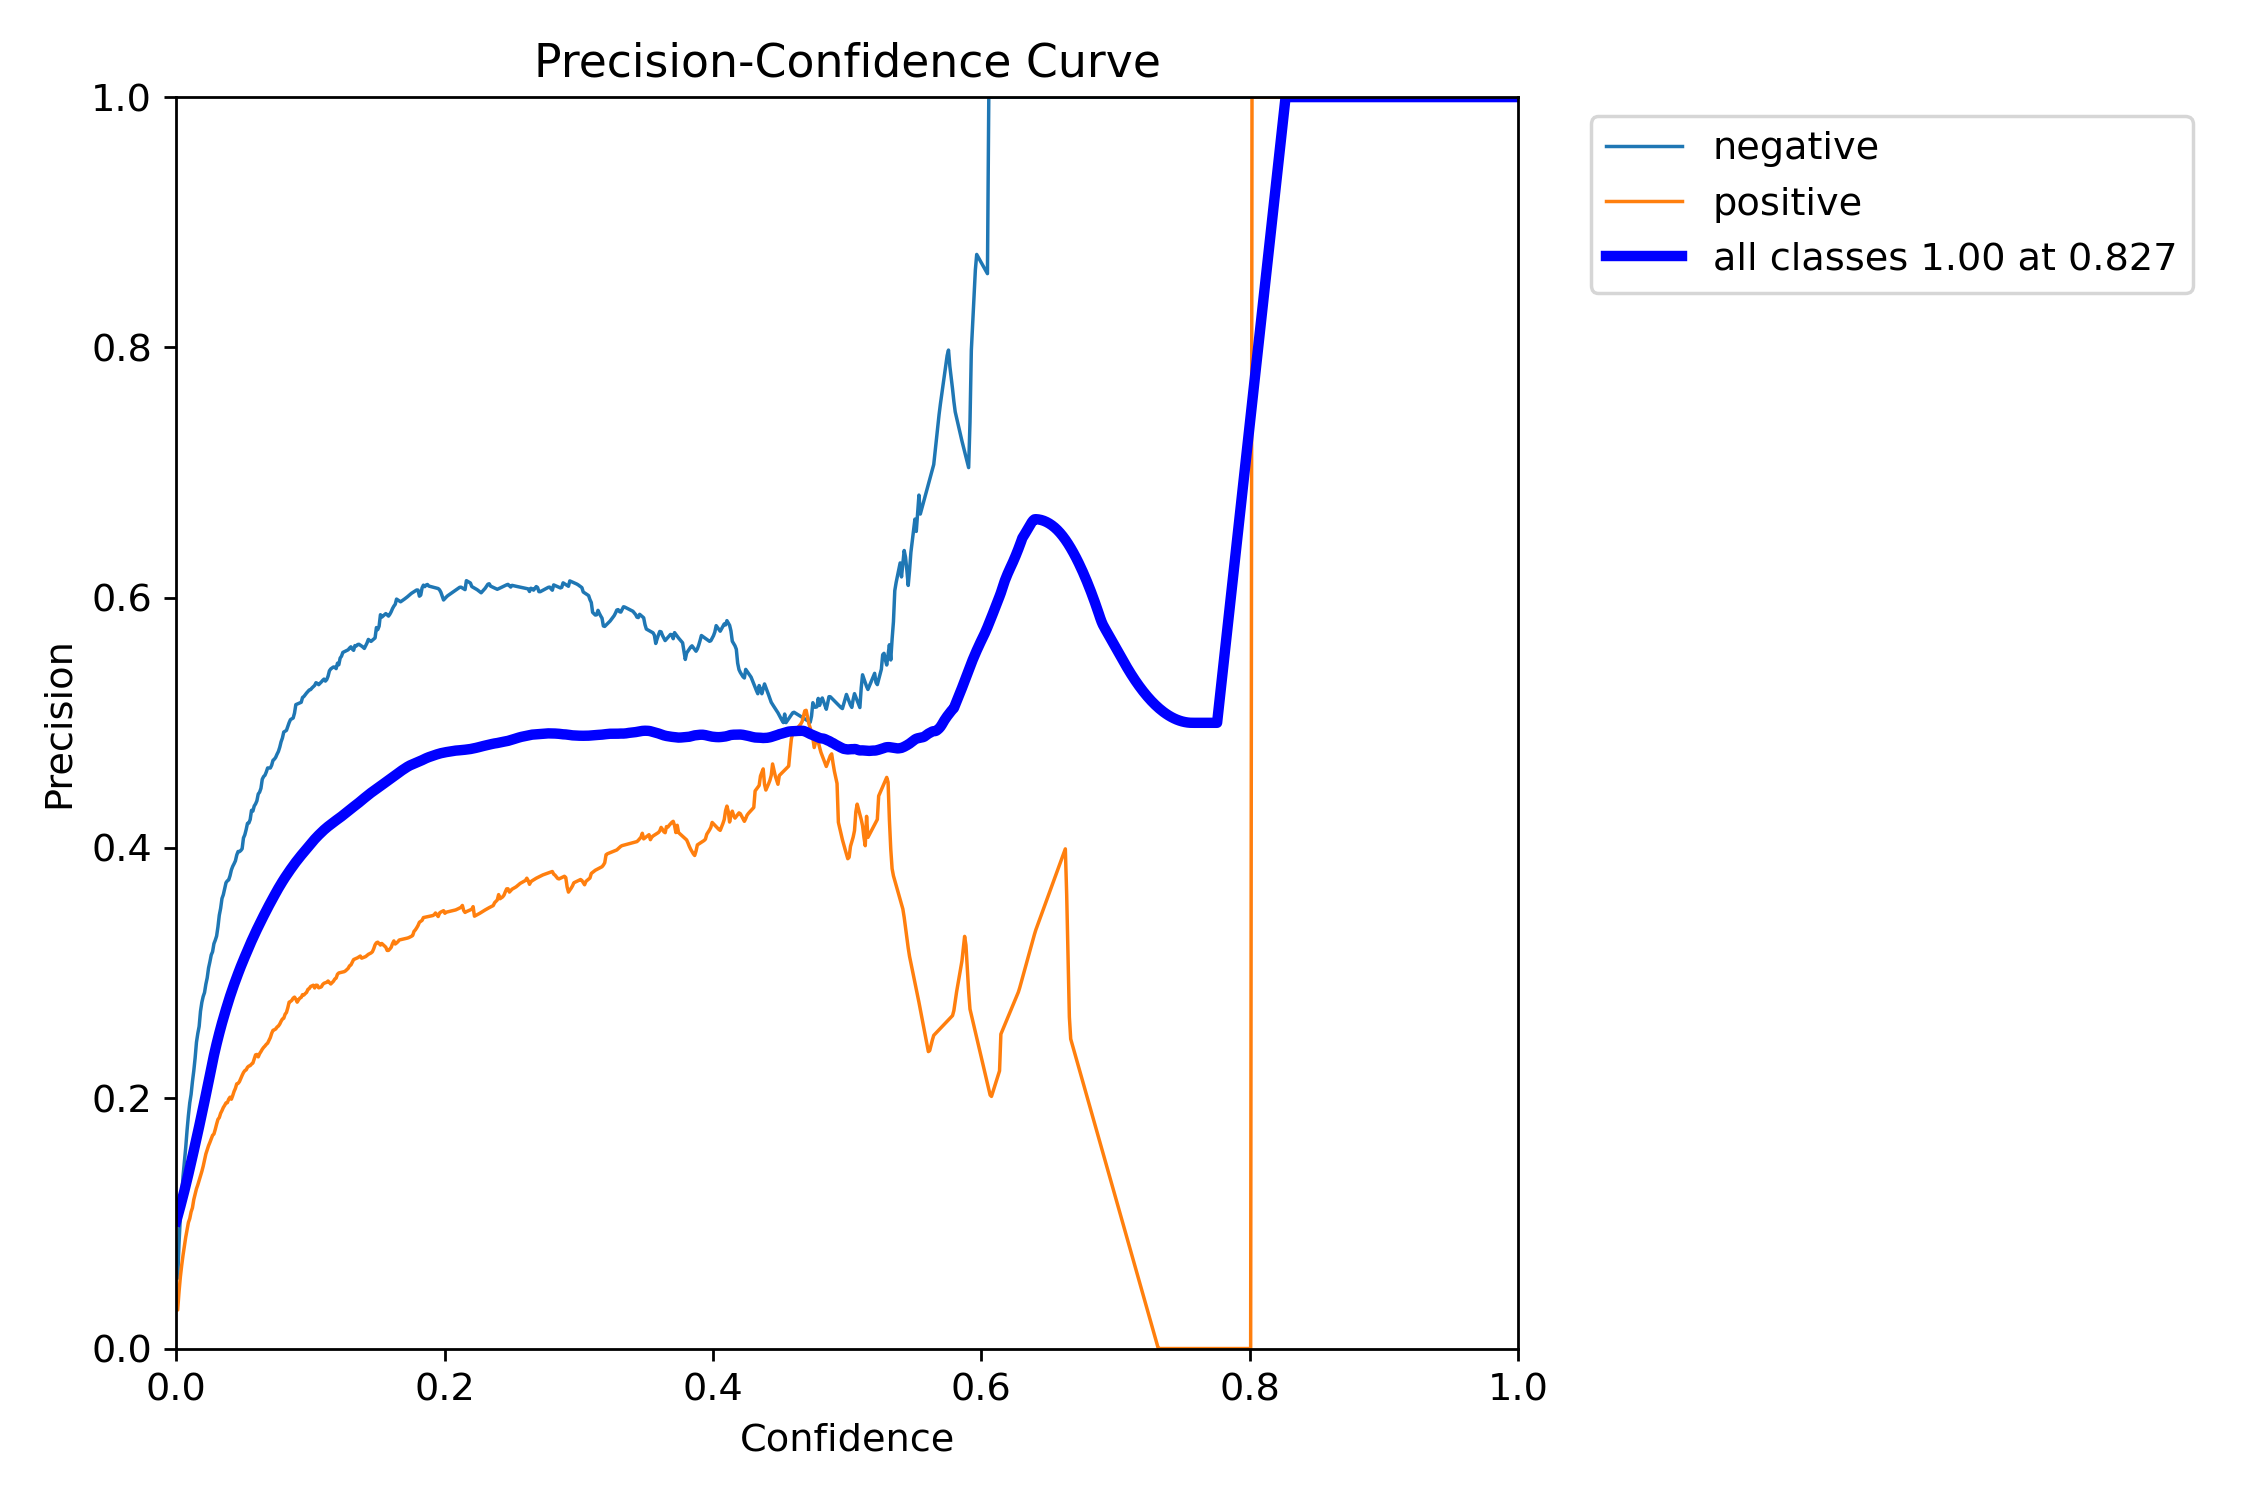 Precision-Confidence Curve
1.0
0.8
0.6
0.4
0.2
0.0
Precision
0.0 0.2 0.4 0.6 0.8 1.0
Confidence
negative
positive
all classes 1.00 at 0.827